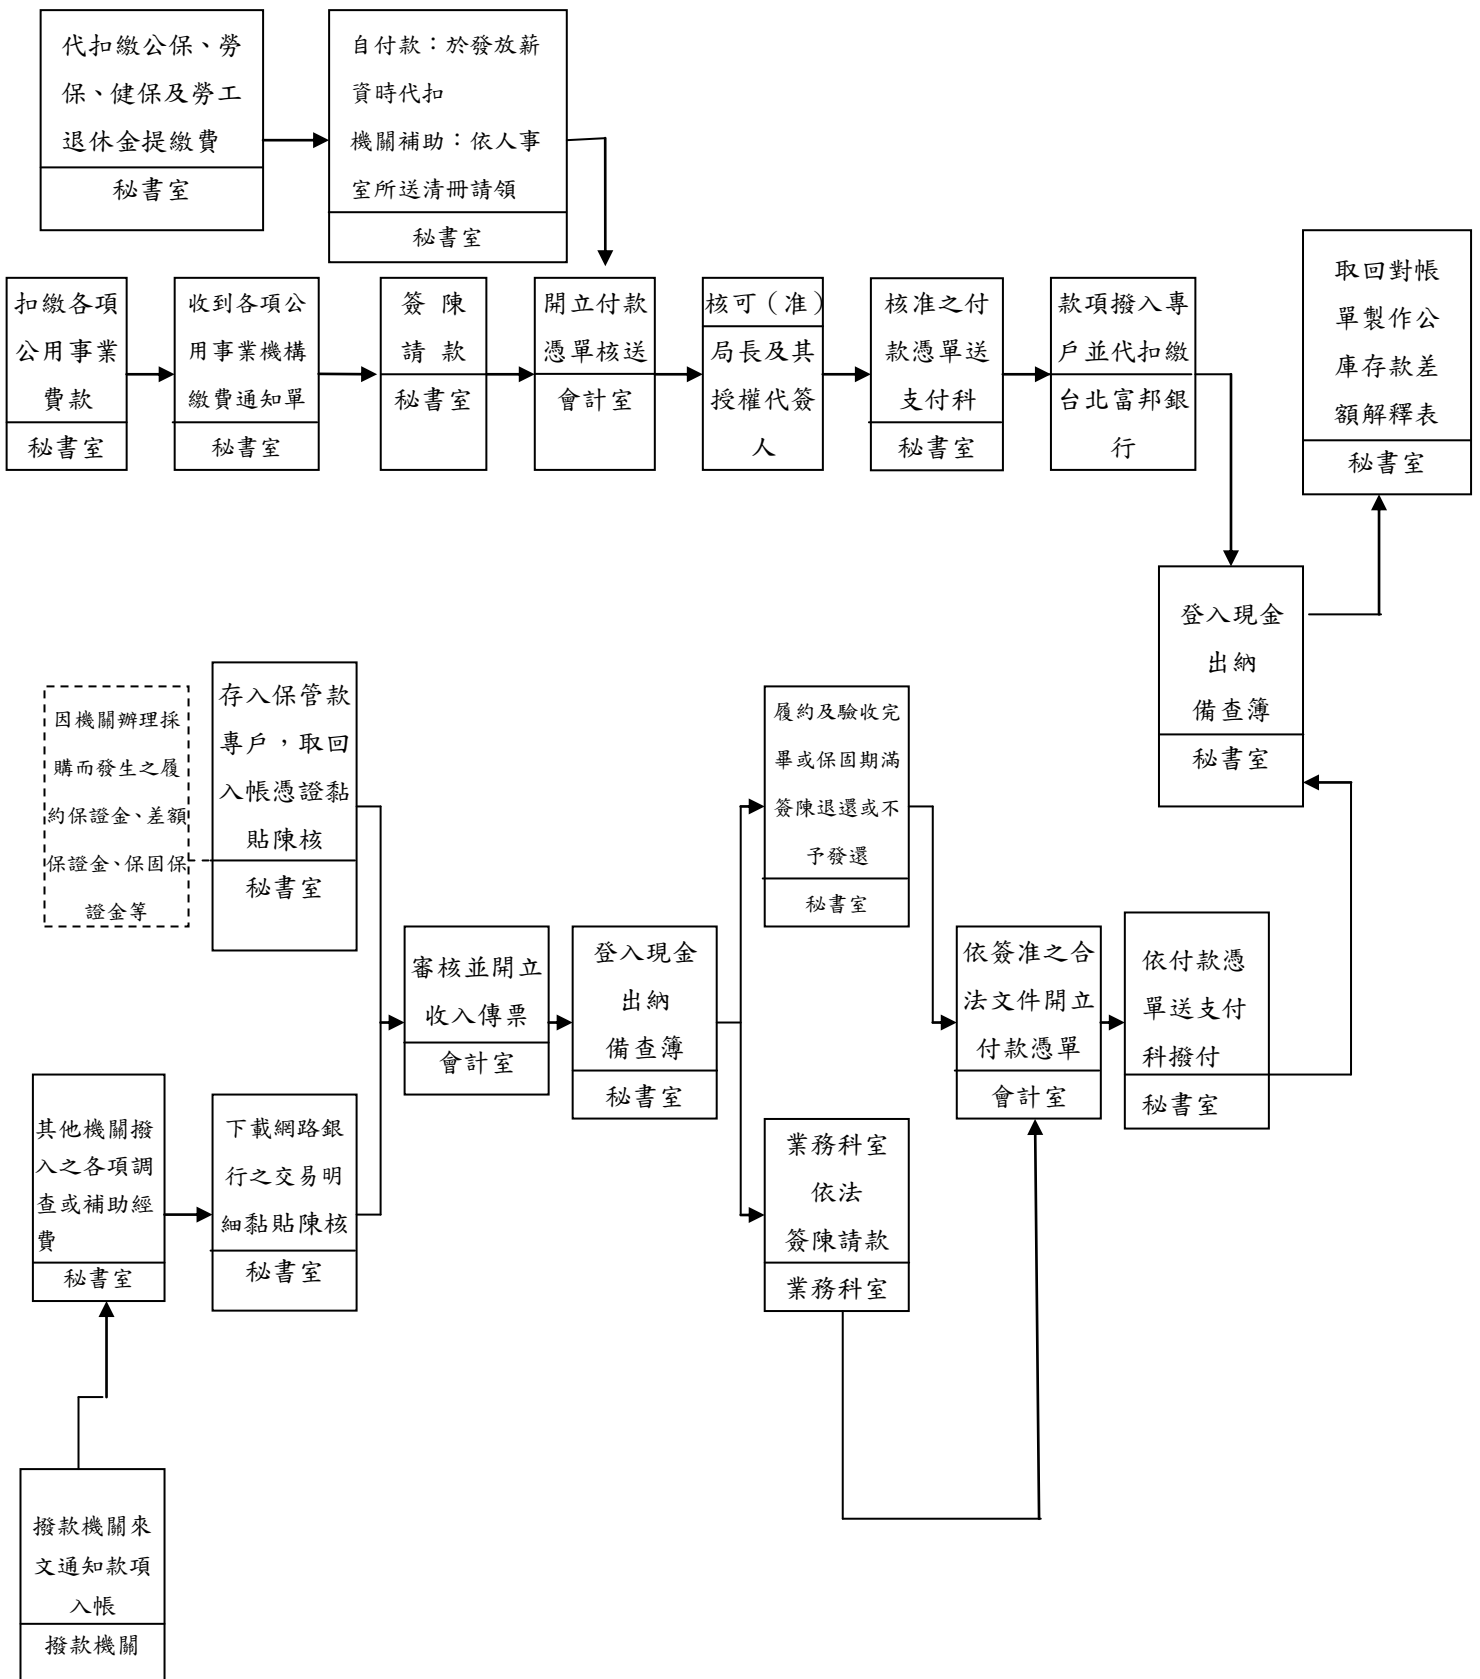 代扣繳公保、勞
保、健保及勞工
退休金提繳費
秘書室
自付款：於發放薪
資時代扣
機關補助：依人事
室所送清冊請領
秘書室
扣繳各項
公用事業
費款
秘書室
收到各項公
用事業機構
繳費通知單
秘書室
簽 陳
請 款
秘書室
開立付款
憑單核送
會計室
核可（准）
局長及其
授權代簽
人
核准之付
款憑單送
支付科
秘書室
款項撥入專
戶並代扣繳
台北富邦銀
行
取回對帳
單製作公
庫存款差
額解釋表
秘書室
登入現金
出納
備查簿
秘書室
因機關辦理採
購而發生之履
約保證金、差額
保證金、保固保
證金等
存入保管款
專戶，取回
入帳憑證黏
貼陳核
秘書室
履約及驗收完
畢或保固期滿
簽陳退還或不
予發還
秘書室
審核並開立
收入傳票
會計室
登入現金
出納
備查簿
秘書室
依簽准之合
法文件開立
付款憑單
會計室
依付款憑
單送支付
科撥付
秘書室
其他機關撥
入之各項調
查或補助經
費
秘書室
下載網路銀
行之交易明
細黏貼陳核
秘書室
業務科室
依法
簽陳請款
業務科室
撥款機關來
文通知款項
入帳
撥款機關